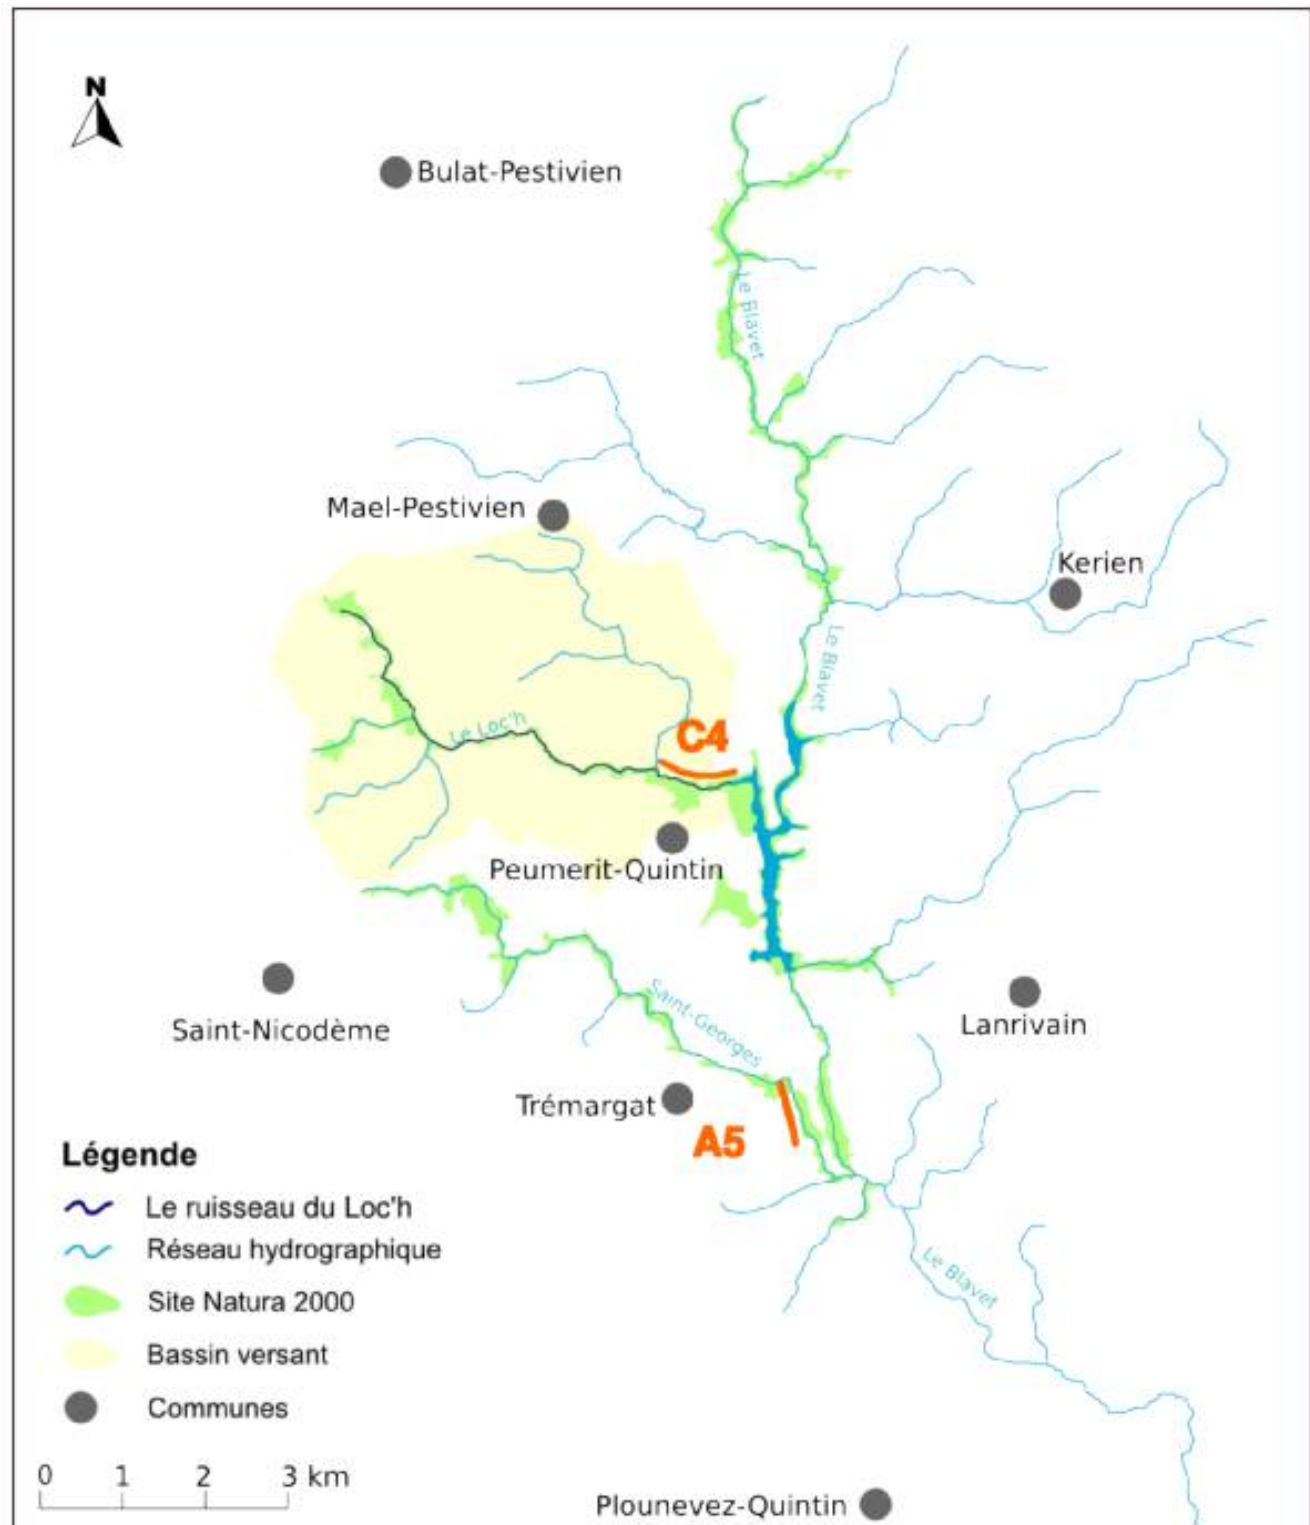 N
Bulat-Pestivien
Le Blavet
Mael-Pestivien
Kerien
Le Blavet
Le Loc'h
C4
Peumerit-Quintin
Saint-Nicodème
Saint-Georges
Lanrivain
Trémargat
A5
Légende
Le ruisseau du Loc'h
Réseau hydrographique
Le Blavet
Site Natura 2000
Bassin versant
Communes
0 1 2 3 km
Plounevez-Quintin